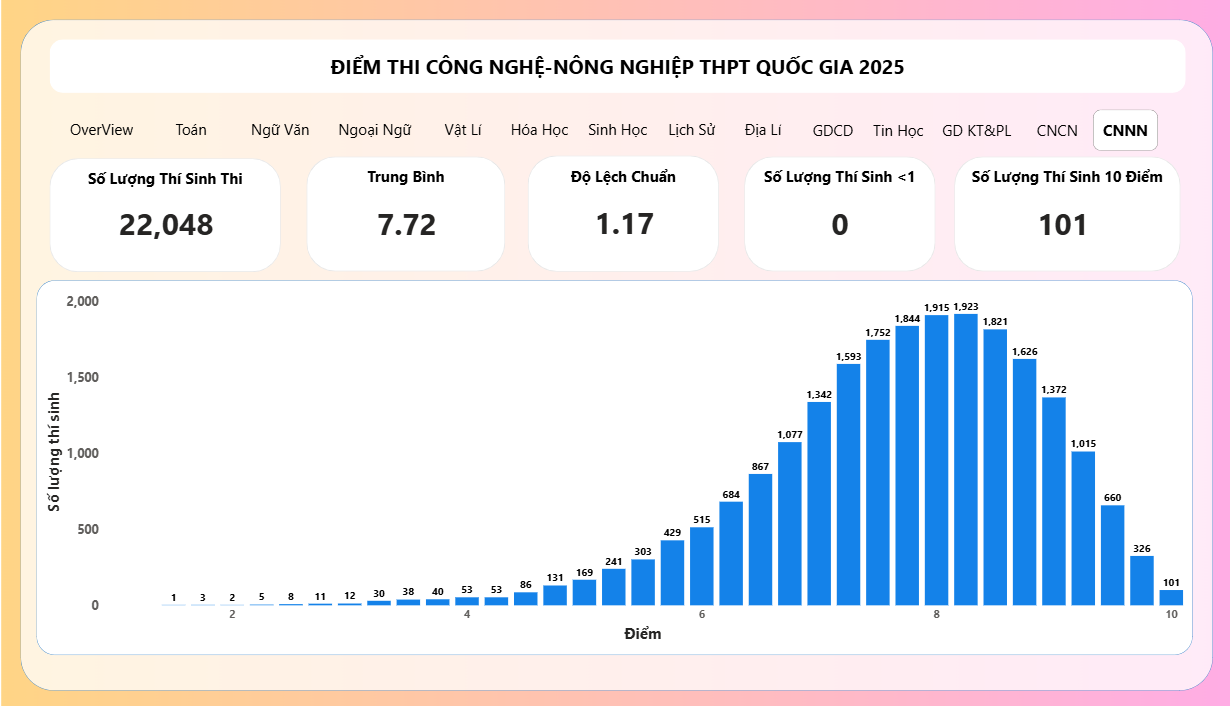 ĐIỂM THI CÔNG NGHỆ-NÔNG NGHIỆP THPT QUỐC GIA 2025
OverView Toán Ngữ Văn Ngoại Ngữ Vật Lí Hóa Học Sinh Học Lịch Sử Địa Lí GDCD Tin Học GD KT&PL CNCN CNNN
Số Lượng Thí Sinh Thi Trung Bình Độ Lệch Chuẩn Số Lượng Thí Sinh <1 Số Lượng Thí Sinh 10 Điểm
22,048 7.72 1.17 0 101
Số lượng thí sinh
2,000
1,500
1,000
500
0
1 3 2 5 8 11 12 30 38 40 53 53 86 131 169 241 303 429 515 684 867 1,077 1,342 1,593 1,752 1,844 1,915 1,923 1,821 1,626 1,372 1,015 660 326 101
2 4 6 8 10
Điểm